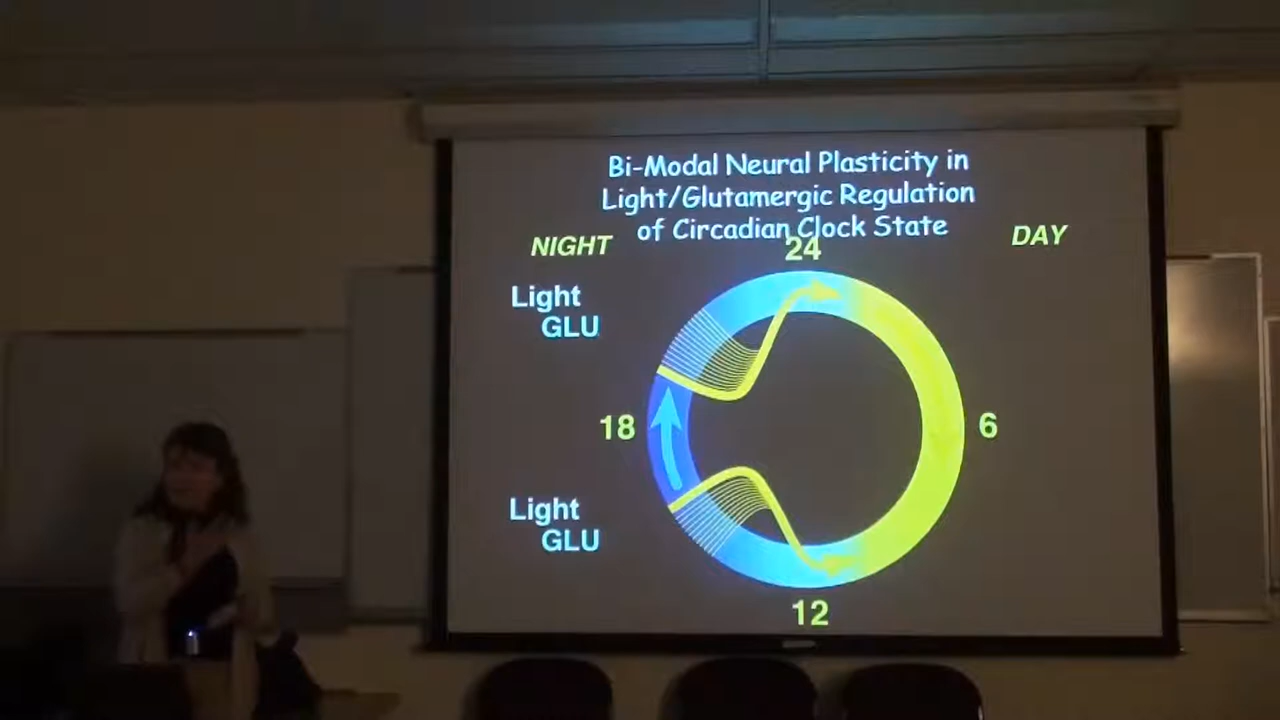 Bi-Modal Neural Plasticity in
Light/Glutamergic Regulation
of Circadian Clock State
NIGHT
DAY
24
Light
GLU
18
6
Light
GLU
12